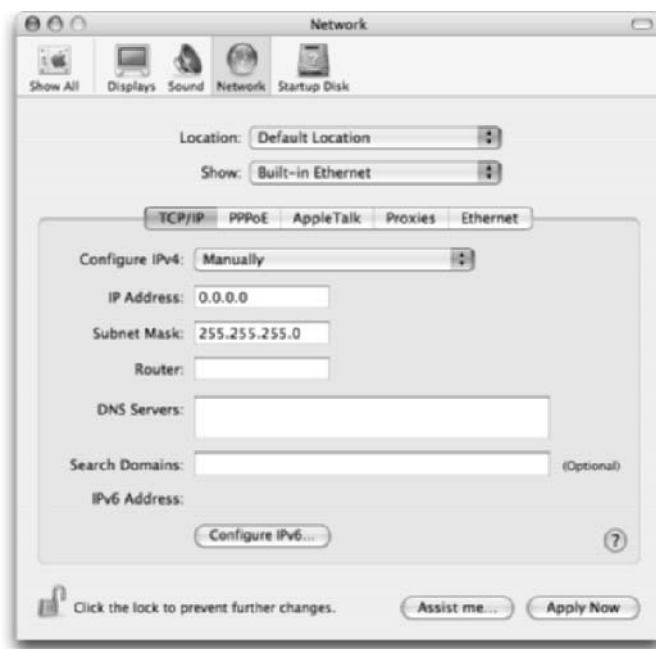 Network
Show All Displays Sound Network Startup Disk
Location: Default Location
Show: Built-in Ethernet
TCP/IP PPPoE AppleTalk Proxies Ethernet
Configure IPv4: Manually
IP Address: 0.0.0.0
Subnet Mask: 255.255.255.0
Router:
DNS Servers:
Search Domains: (Optional)
IPv6 Address:
Configure IPv6... ?
Click the lock to prevent further changes. Assist me... Apply Now